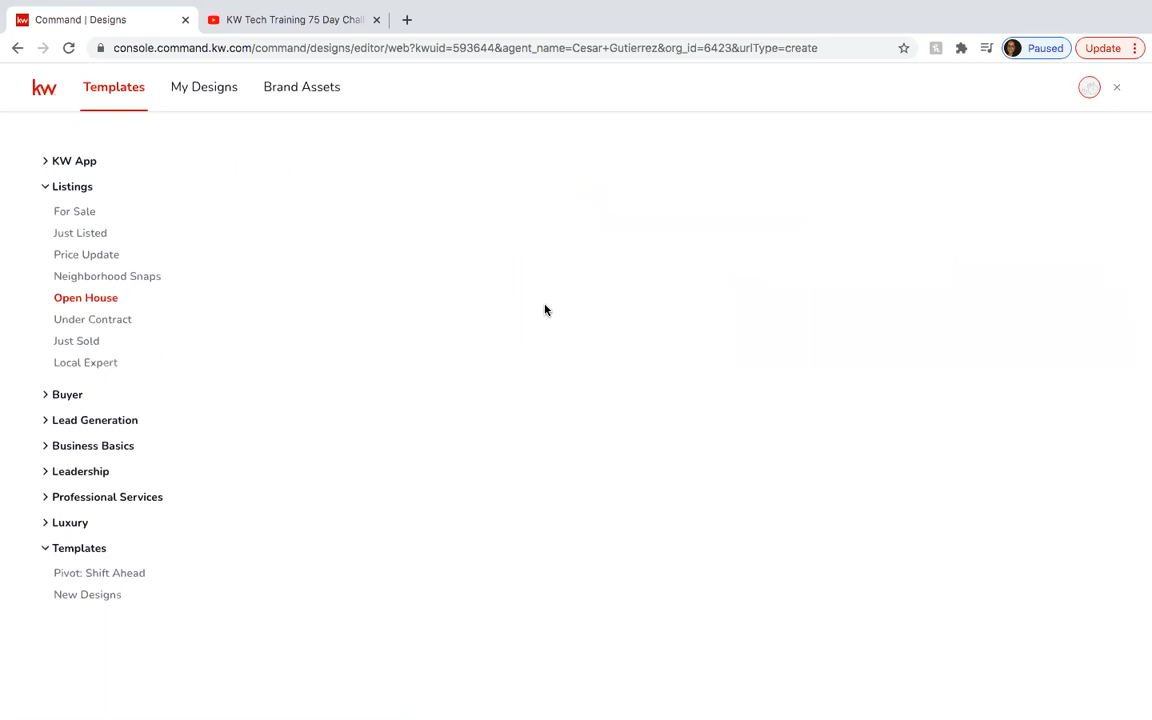 Command | Designs
KW Tech Training 75 Day Chal
console.command.kw.com/command/designs/editor/web?kwuid=593644&agent_name=Cesar+Gutierrez&org_id=6423&urlType=create
Paused
Update
kw
Templates
My Designs
Brand Assets
KW App
Listings
For Sale
Just Listed
Price Update
Neighborhood Snaps
Open House
Under Contract
Just Sold
Local Expert
Buyer
Lead Generation
Business Basics
Leadership
Professional Services
Luxury
Templates
Pivot: Shift Ahead
New Designs